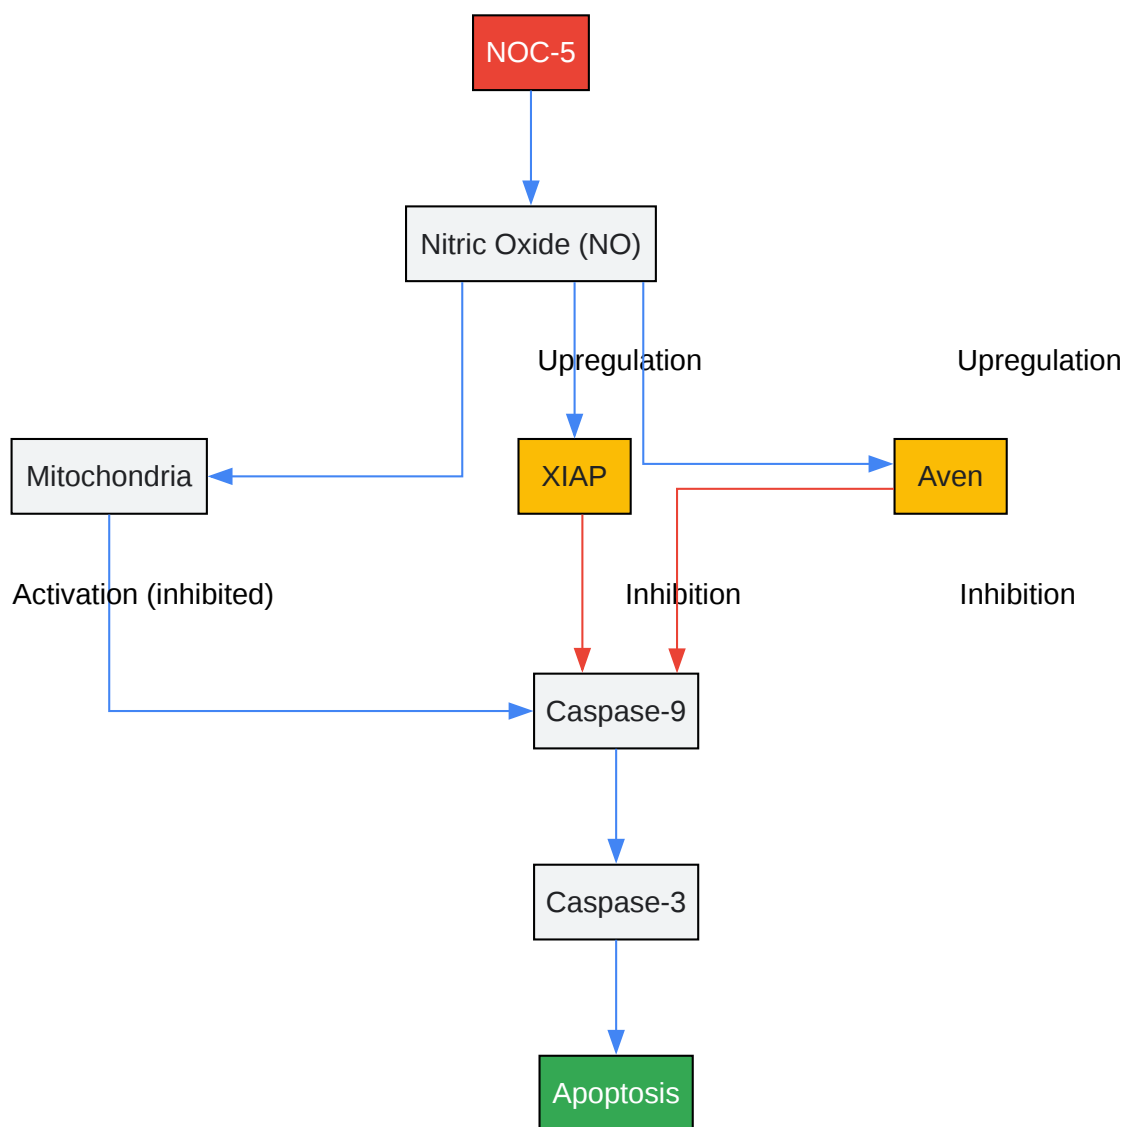 NOC-5
Nitric Oxide (NO)
Upregulation
Upregulation
Mitochondria
XIAP
Aven
Activation (inhibited)
Inhibition
Inhibition
Caspase-9
Caspase-3
Apoptosis